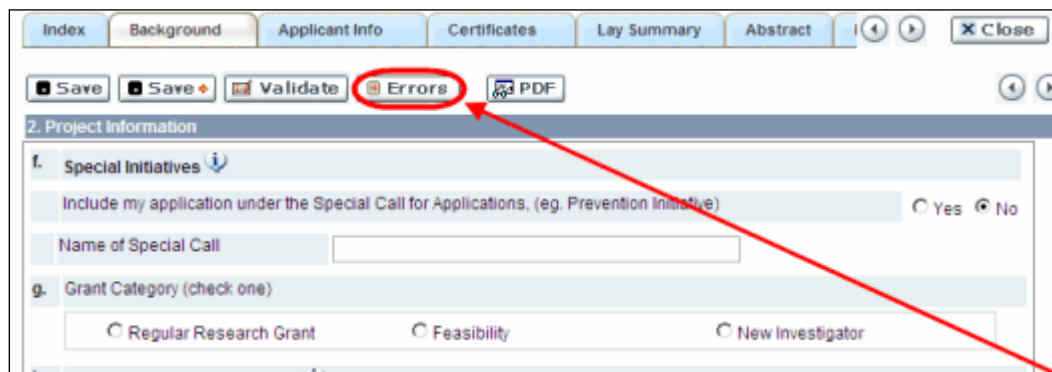 Index Background Applicant Info Certificates Lay Summary Abstract Close
Save Save Validate Errors PDF
2. Project Information
f. Special Initiatives
Include my application under the Special Call for Applications, (eg. Prevention Initiative) Yes No
Name of Special Call
g. Grant Category (check one)
Regular Research Grant Feasibility New Investigator